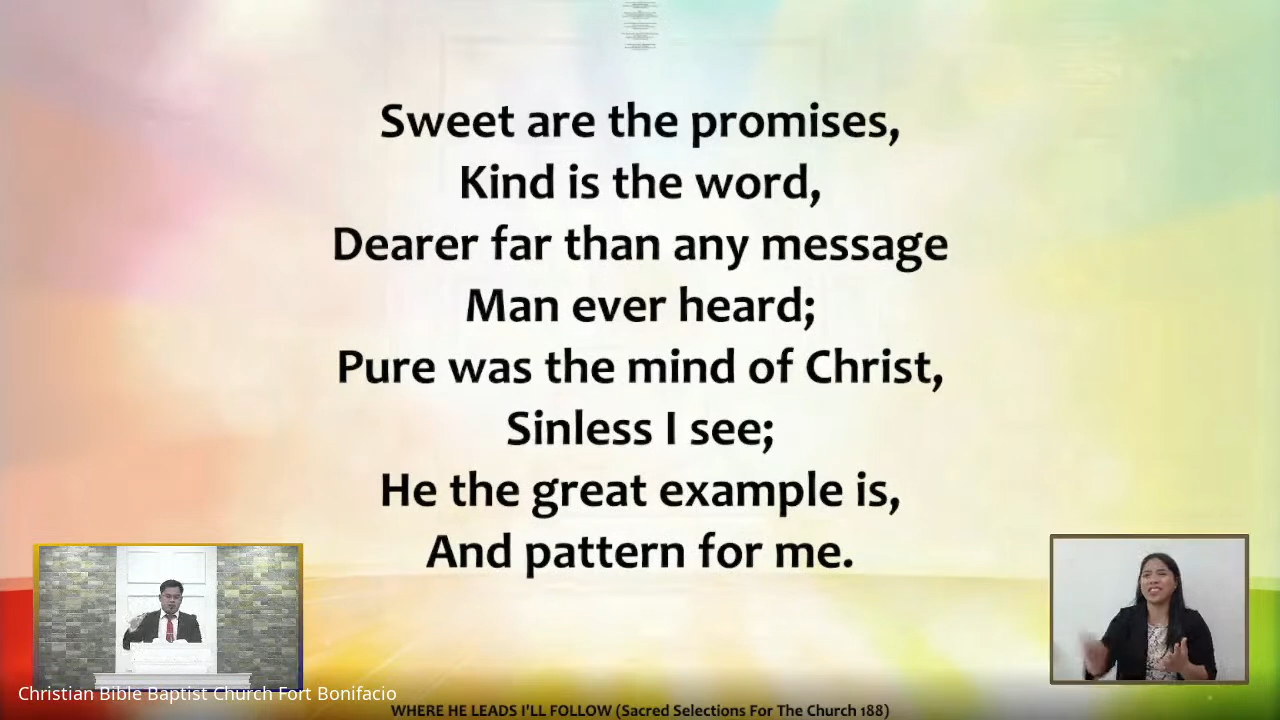 Sweet are the promises,
Kind is the word,
Dearer far than any message
Man ever heard;
Pure was the mind of Christ,
Sinless I see;
He the great example is,
And pattern for me.
Christian Bible Baptist Church Fort Bonifacio
WHERE HE LEADS I'LL FOLLOW (Sacred Selections For The Church 188)